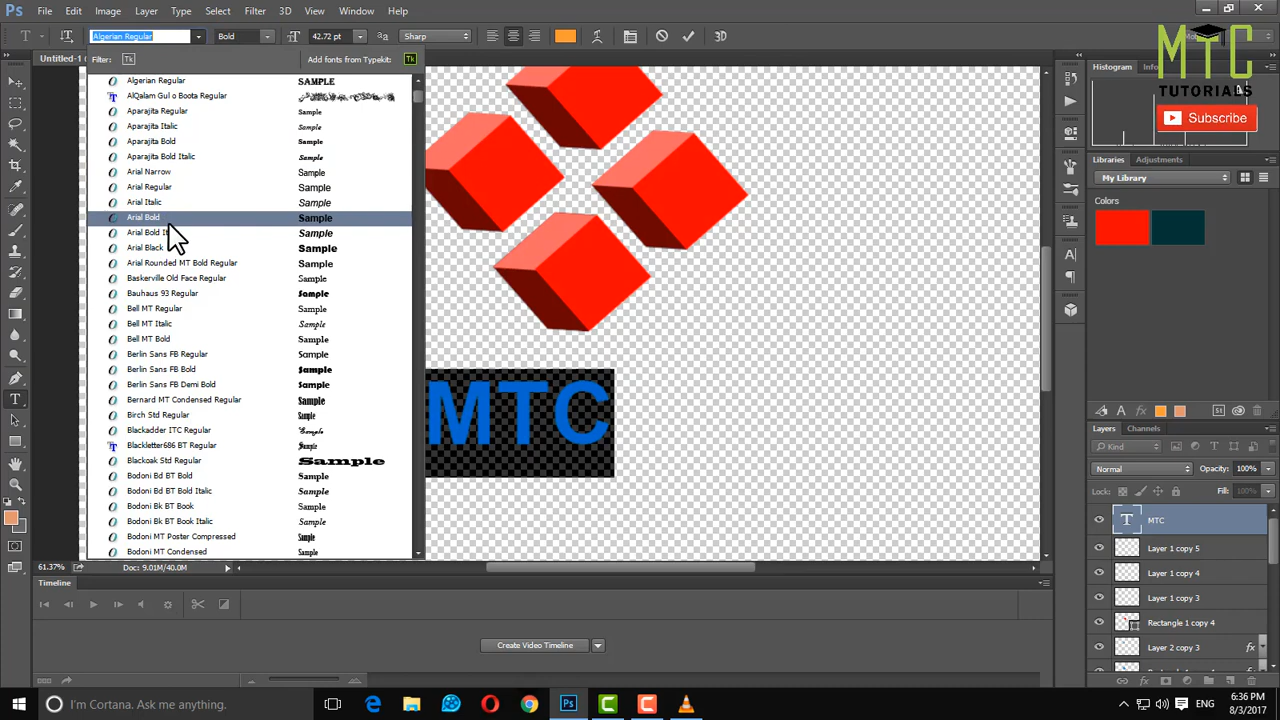 Ps File Edit Image Layer Type Select Filter 3D View Window Help
Algerian Regular Bold 42.72 pt Sharp 3D
MTC
TUTORIALS
Subscribe
Filter: Add fonts from Typekit: Tk
Untitled-1
Algerian Regular SAMPLE
AlQalam Gul o Boota Regular
Aparajita Regular Sample
Aparajita Italic Sample
Aparajita Bold Sample
Aparajita Bold Italic Sample
Arial Narrow Sample
Arial Regular Sample
Arial Italic Sample
Arial Bold Sample
Arial Bold It Sample
Arial Black Sample
Arial Rounded MT Bold Regular Sample
Baskerville Old Face Regular Sample
Bauhaus 93 Regular Sample
Bell MT Regular Sample
Bell MT Italic Sample
Bell MT Bold Sample
Berlin Sans FB Regular Sample
Berlin Sans FB Bold Sample
Berlin Sans FB Demi Bold Sample
Bernard MT Condensed Regular Sample
Birch Std Regular Sample
Blackadder ITC Regular Sample
Blackletter686 BT Regular Sample
Blackoak Std Regular Sample
Bodoni Bd BT Bold Sample
Bodoni Bd BT Bold Italic Sample
Bodoni Bk BT Book Sample
Bodoni Bk BT Book Italic Sample
Bodoni MT Poster Compressed Sample
Bodoni MT Condensed Sample
MTC
Histogram Info
Libraries Adjustments
My Library
Colors
Layers Channels
Kind
Normal Opacity: 100%
Lock: Fill: 100%
MTC
Layer 1 copy 5
Layer 1 copy 4
Layer 1 copy 3
Rectangle 1 copy 4
Layer 2 copy 3 fx
61.37% Doc: 9.01M/40.0M
Timeline
Create Video Timeline
I'm Cortana. Ask me anything.
ENG
6:36 PM
8/3/2017